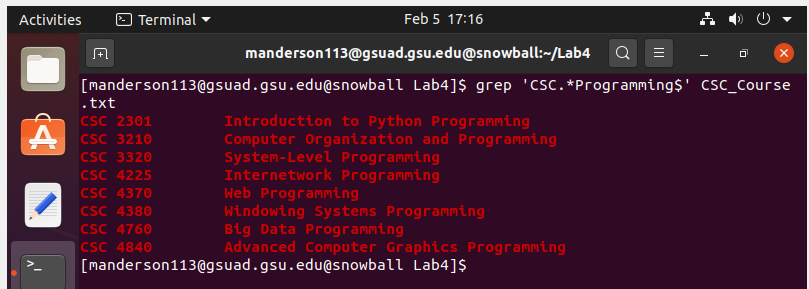 Activities Terminal Feb 5 17:16
manderson113@gsuad.gsu.edu@snowball:~/Lab4
[manderson113@gsuad.gsu.edu@snowball Lab4]$ grep 'CSC.*Programming$' CSC_Course
.txt
CSC 2301 Introduction to Python Programming
CSC 3210 Computer Organization and Programming
CSC 3320 System-Level Programming
CSC 4225 Internetwork Programming
CSC 4370 Web Programming
CSC 4380 Windowing Systems Programming
CSC 4760 Big Data Programming
CSC 4840 Advanced Computer Graphics Programming
[manderson113@gsuad.gsu.edu@snowball Lab4]$